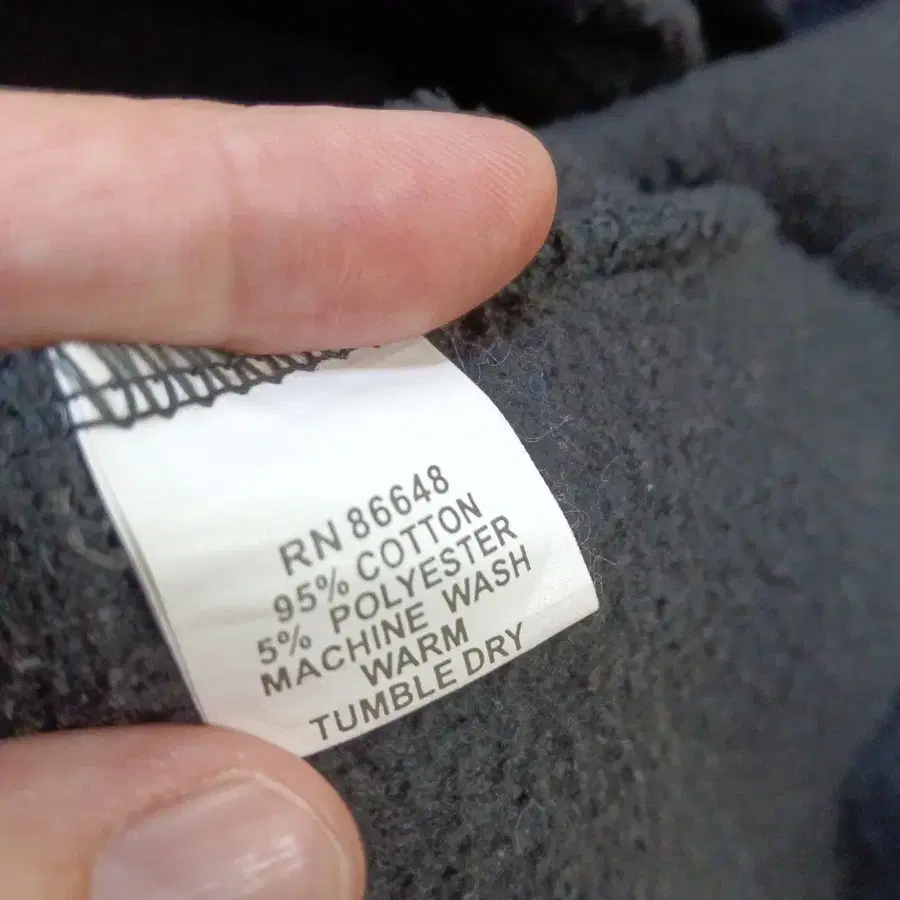 RN 86648
95% COTTON
5% POLYESTER
MACHINE WASH
WARM
TUMBLE DRY